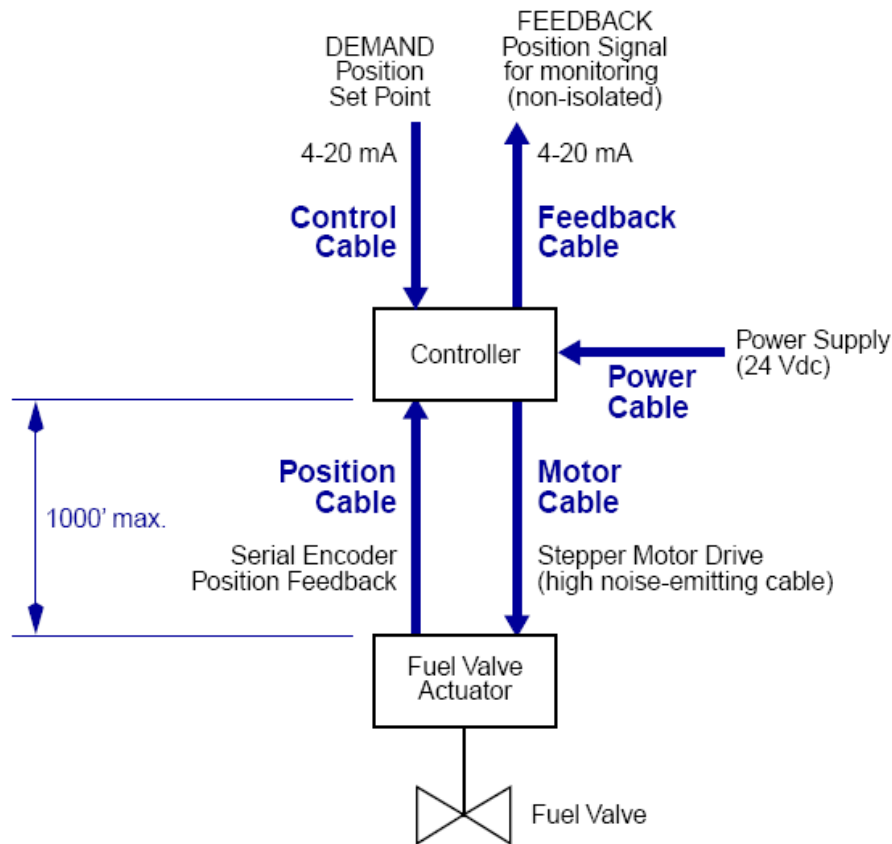 DEMAND
Position
Set Point
FEEDBACK
Position Signal
for monitoring
(non-isolated)
4-20 mA
4-20 mA
Control
Cable
Feedback
Cable
Controller
Power Supply
(24 Vdc)
Power
Cable
1000’ max.
Position
Cable
Motor
Cable
Serial Encoder
Position Feedback
Stepper Motor Drive
(high noise-emitting cable)
Fuel Valve
Actuator
Fuel Valve